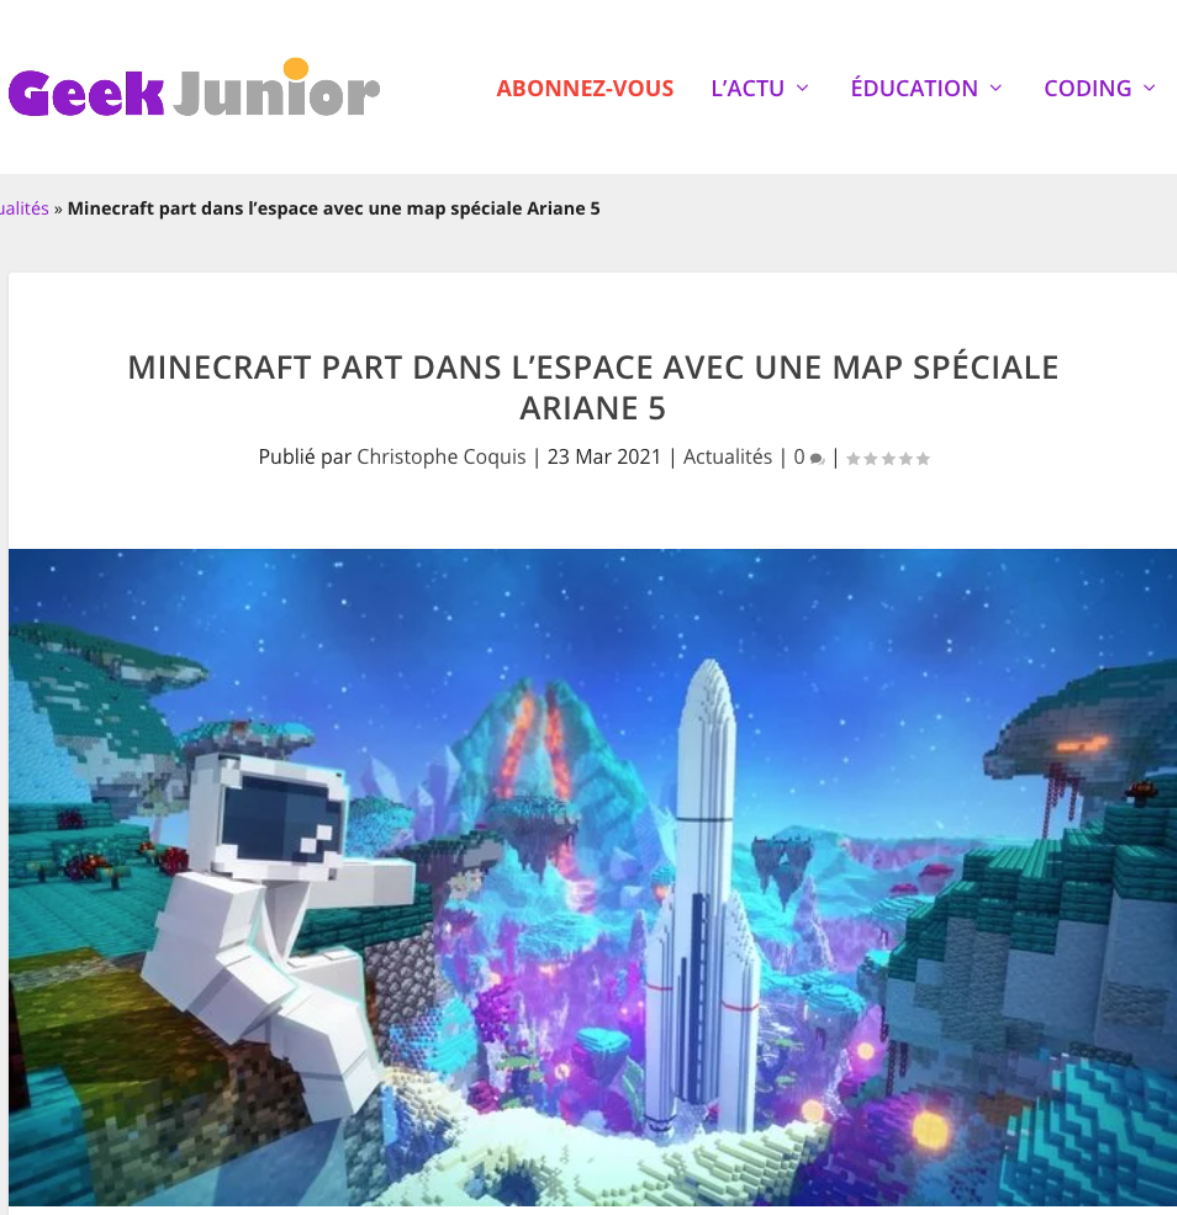 Geek Junior
ABONNEZ-VOUS L'ACTU ÉDUCATION CODING
ualités » Minecraft part dans l'espace avec une map spéciale Ariane 5
MINECRAFT PART DANS L'ESPACE AVEC UNE MAP SPÉCIALE
ARIANE 5
Publié par Christophe Coquis | 23 Mar 2021 | Actualités | 0 |